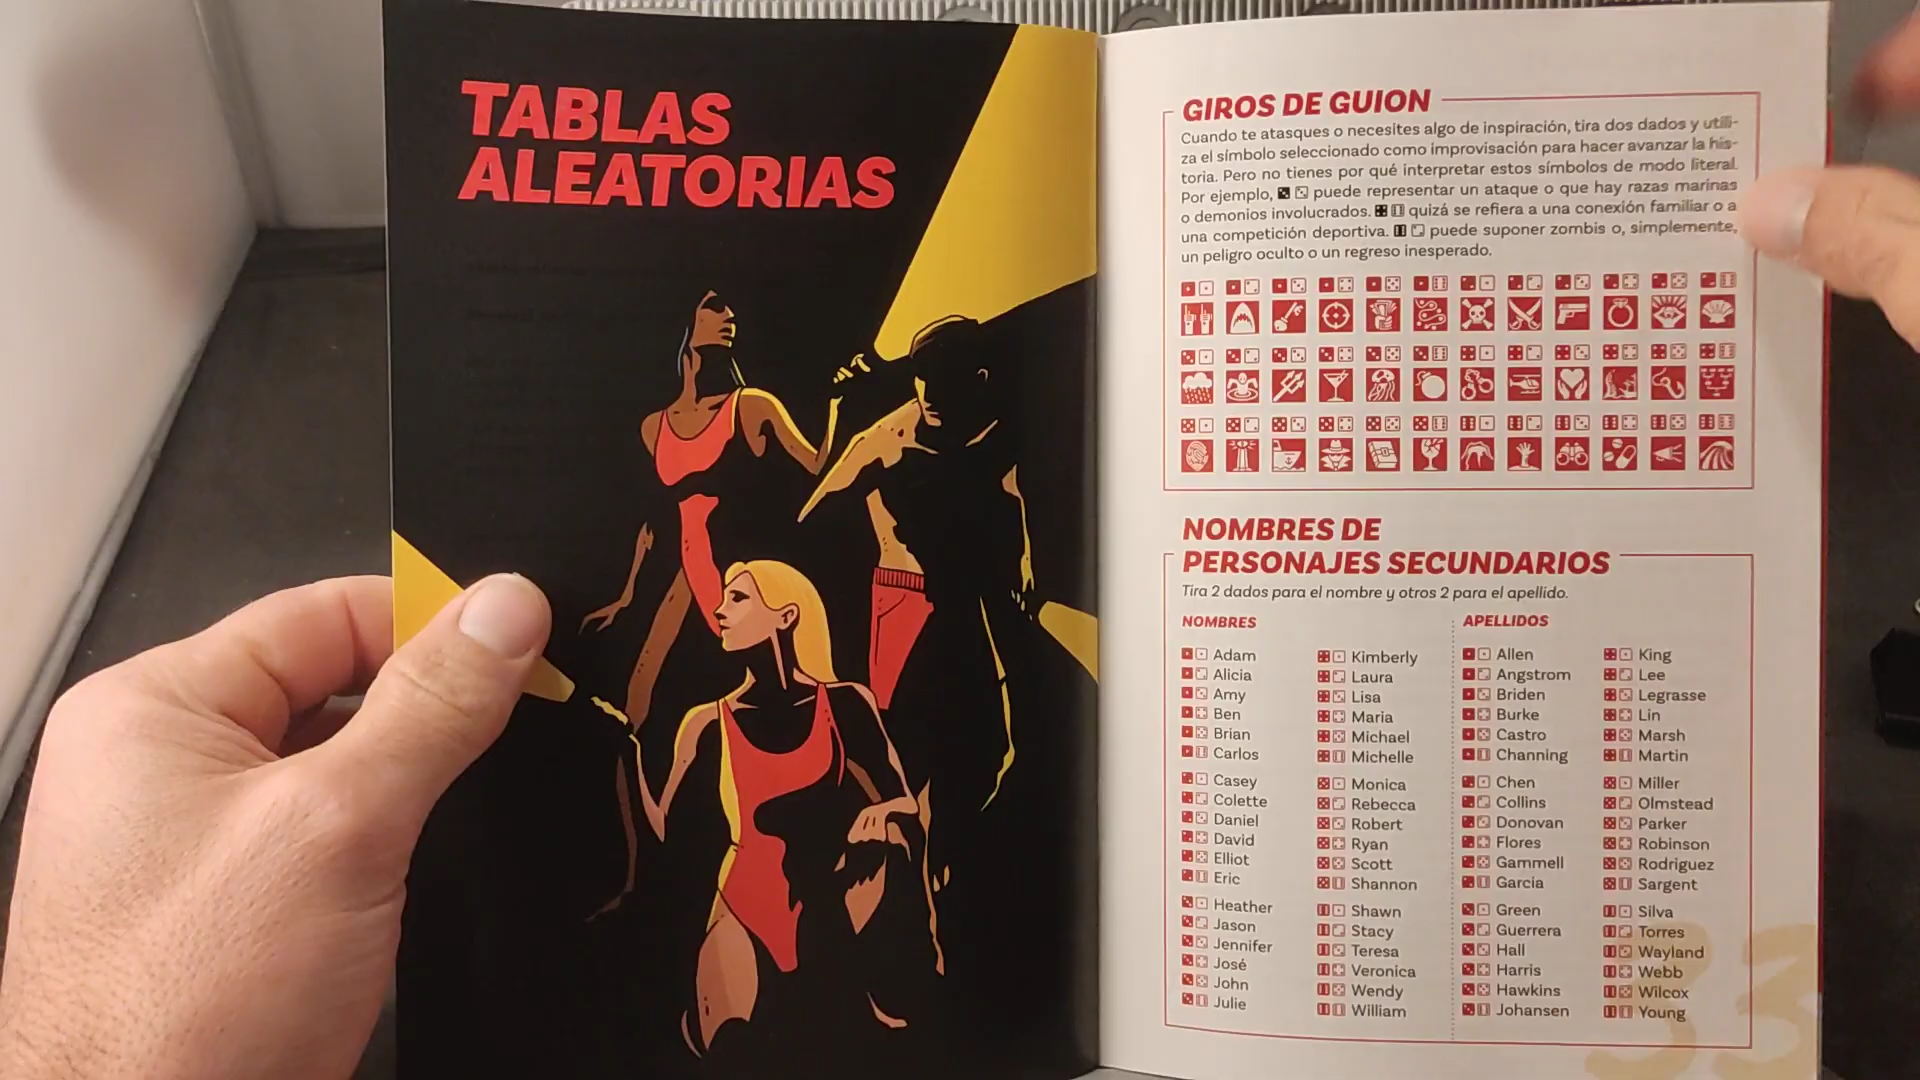 TABLAS
ALEATORIAS
GIROS DE GUION
Cuando te atasques o necesites algo de inspiración, tira dos dados y utili-
za el símbolo seleccionado como improvisación para hacer avanzar la his-
toria. Pero no tienes por qué interpretar estos símbolos de modo literal.
Por ejemplo, puede representar un ataque o que hay razas marinas
o demonios involucrados. quizá se refiera a una conexión familiar o a
una competición deportiva. puede suponer zombis o, simplemente,
un peligro oculto o un regreso inesperado.
NOMBRES DE
PERSONAJES SECUNDARIOS
Tira 2 dados para el nombre y otros 2 para el apellido.
NOMBRES
Adam
Alicia
Amy
Ben
Brian
Carlos
Casey
Colette
Daniel
David
Elliot
Eric
Heather
Jason
Jennifer
José
John
Julie
Kimberly
Laura
Lisa
Maria
Michael
Michelle
Monica
Rebecca
Robert
Ryan
Scott
Shannon
Shawn
Stacy
Teresa
Veronica
Wendy
William
APELLIDOS
Allen
Angstrom
Briden
Burke
Castro
Channing
Chen
Collins
Donovan
Flores
Gammell
Garcia
Green
Guerrera
Hall
Harris
Hawkins
Johansen
King
Lee
Legrasse
Lin
Marsh
Martin
Miller
Olmstead
Parker
Robinson
Rodriguez
Sargent
Silva
Torres
Wayland
Webb
Wilcox
Young
33